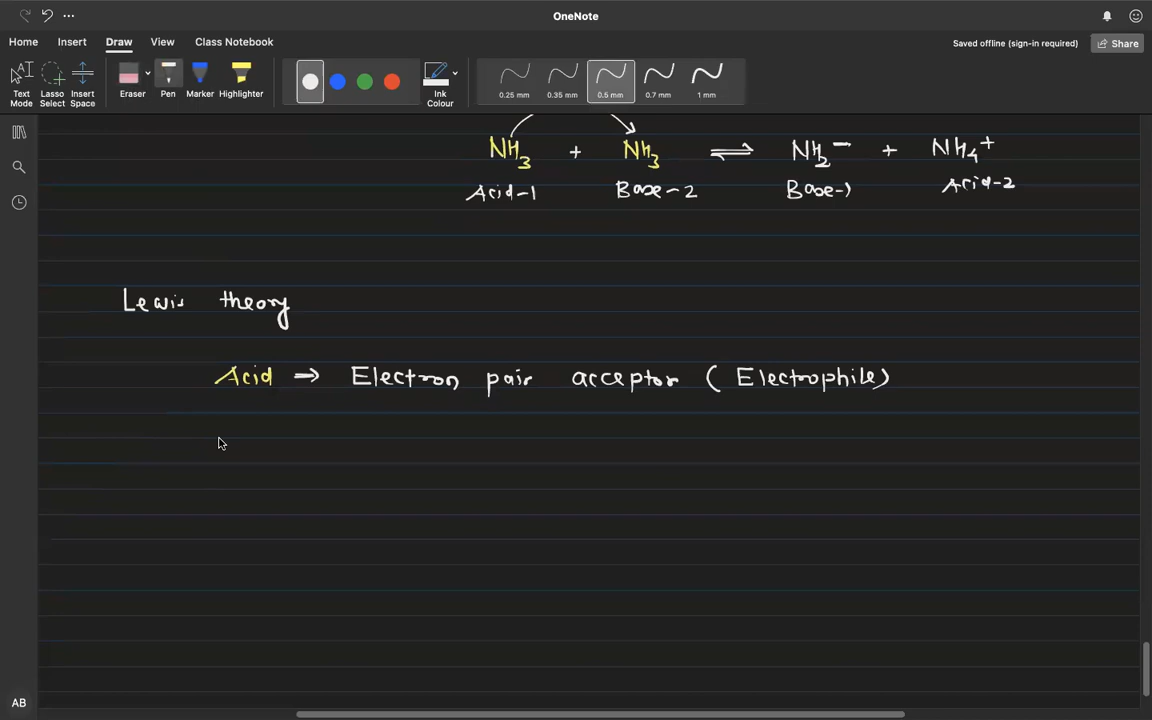 OneNote
Home Insert Draw View Class Notebook
Saved offline (sign-in required) Share
Text Mode Lasso Select Insert Space Eraser Pen Marker Highlighter Ink Colour 0.25 mm 0.35 mm 0.5 mm 0.7 mm 1 mm
NH₃ + NH₃ ⇌ NH₂⁻ + NH₄⁺
Acid-1 Base-2 Base-1 Acid-2
Lewis theory
Acid → Electron pair acceptor (Electrophile)
AB